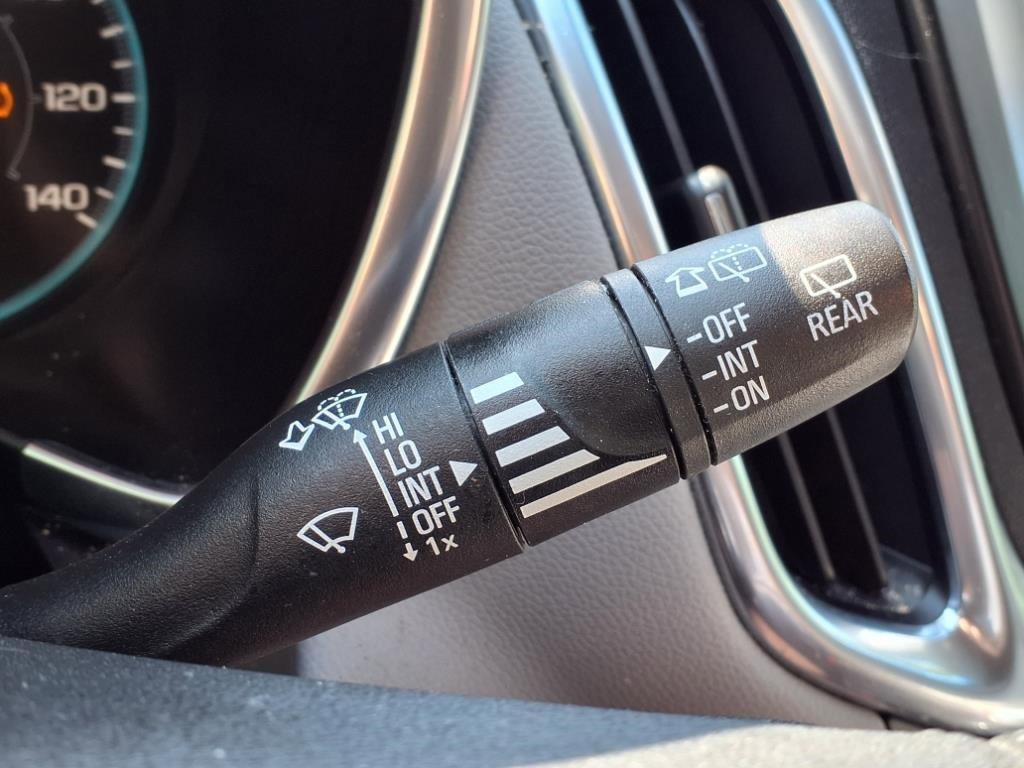 120
140
HI
LO
INT
OFF
1x
-OFF
-INT
-ON
REAR